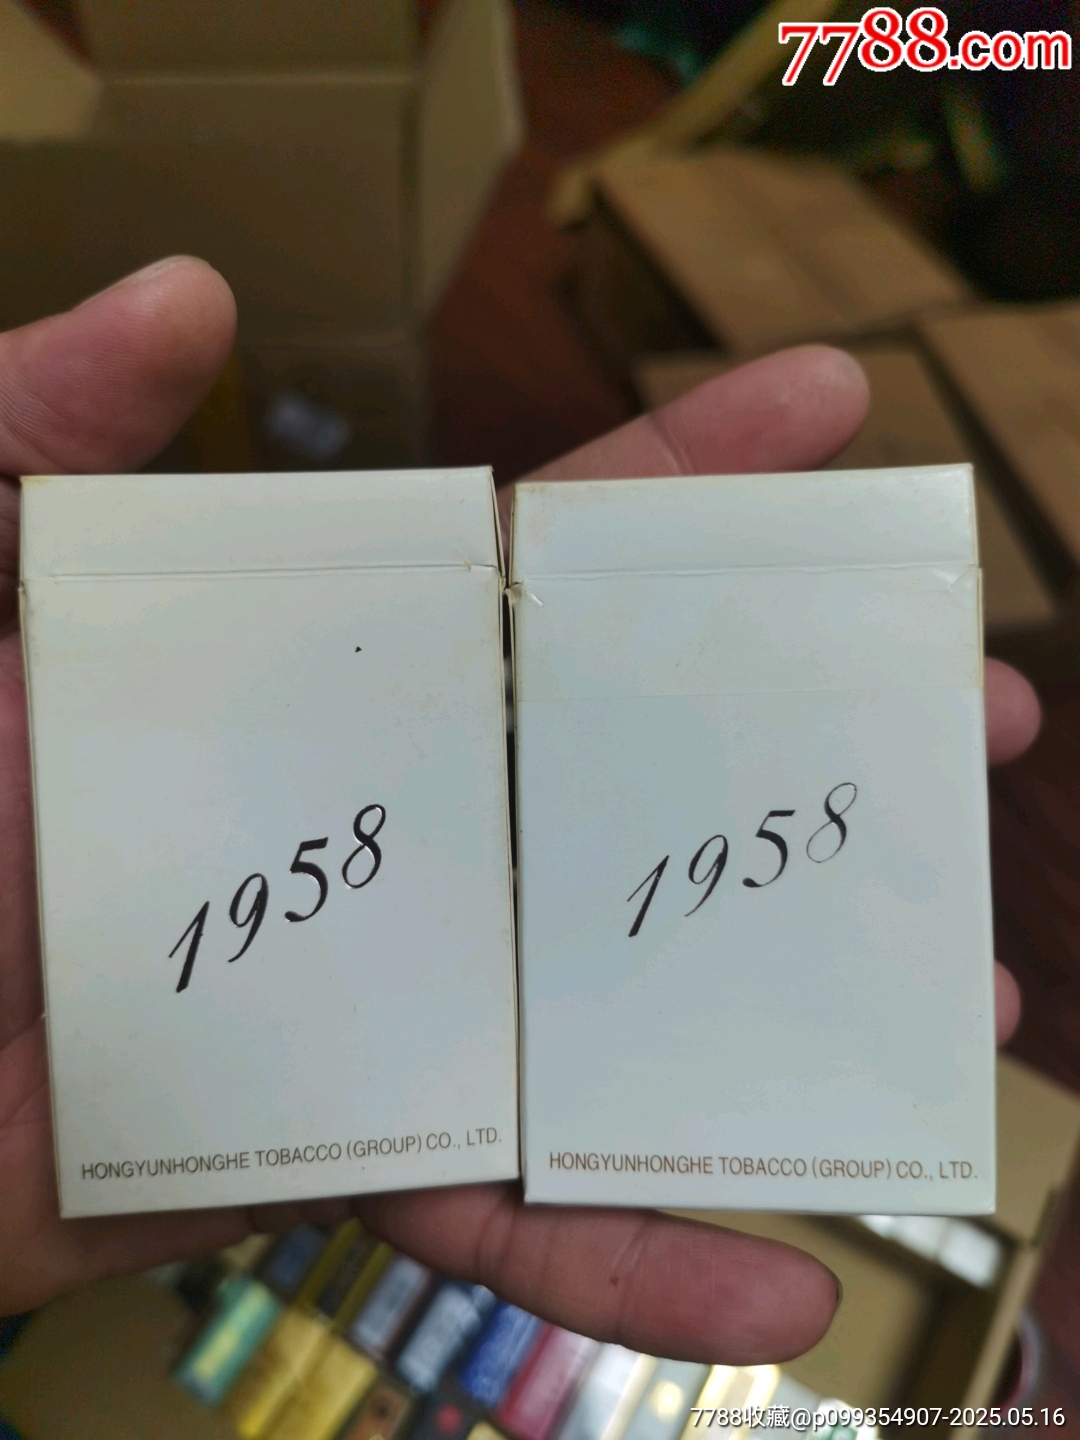 7788.com
1958
HONGYUNHONGHE TOBACCO (GROUP) CO., LTD.
1958
HONGYUNHONGHE TOBACCO (GROUP) CO., LTD.
7788收藏@p099354907-2025.05.16